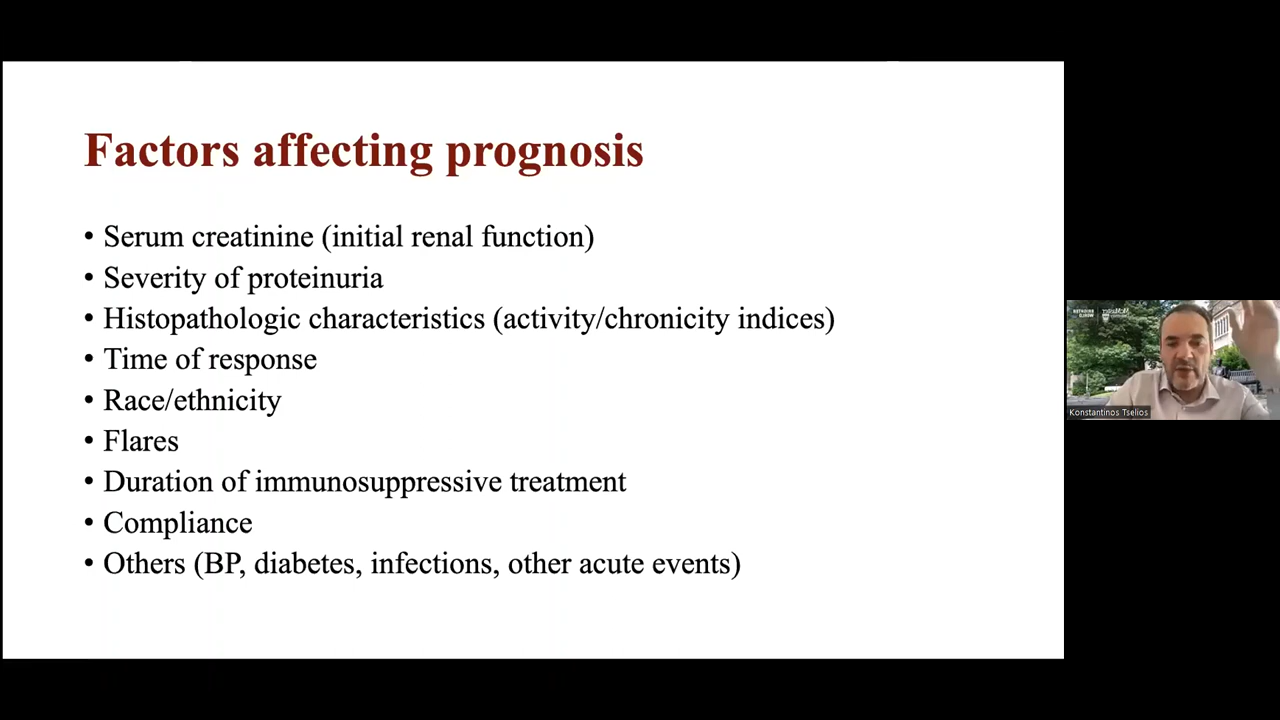 Factors affecting prognosis
• Serum creatinine (initial renal function)
• Severity of proteinuria
• Histopathologic characteristics (activity/chronicity indices)
• Time of response
• Race/ethnicity
• Flares
• Duration of immunosuppressive treatment
• Compliance
• Others (BP, diabetes, infections, other acute events)
Konstantinos Tselios